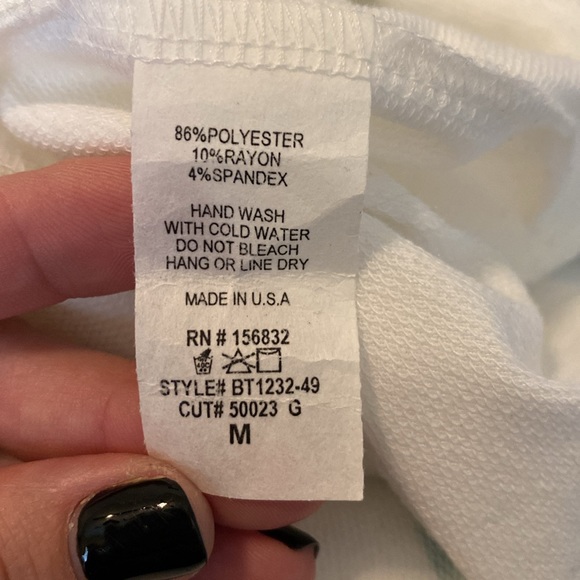 86%POLYESTER
10%RAYON
4%SPANDEX
HAND WASH
WITH COLD WATER
DO NOT BLEACH
HANG OR LINE DRY
MADE IN U.S.A
RN # 156832
STYLE# BT1232-49
CUT# 50023 G
M